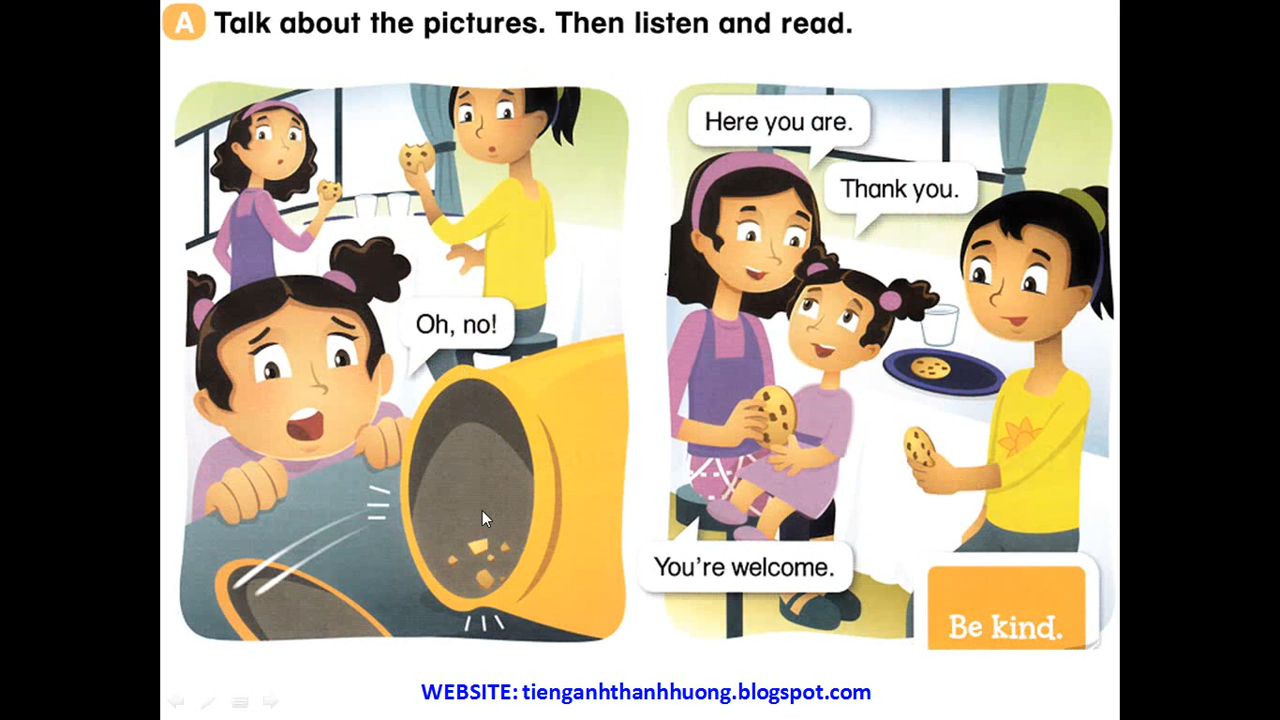 A Talk about the pictures. Then listen and read.
Oh, no!
Here you are.
Thank you.
You're welcome.
Be kind.
WEBSITE: tienganhthanhhuong.blogspot.com